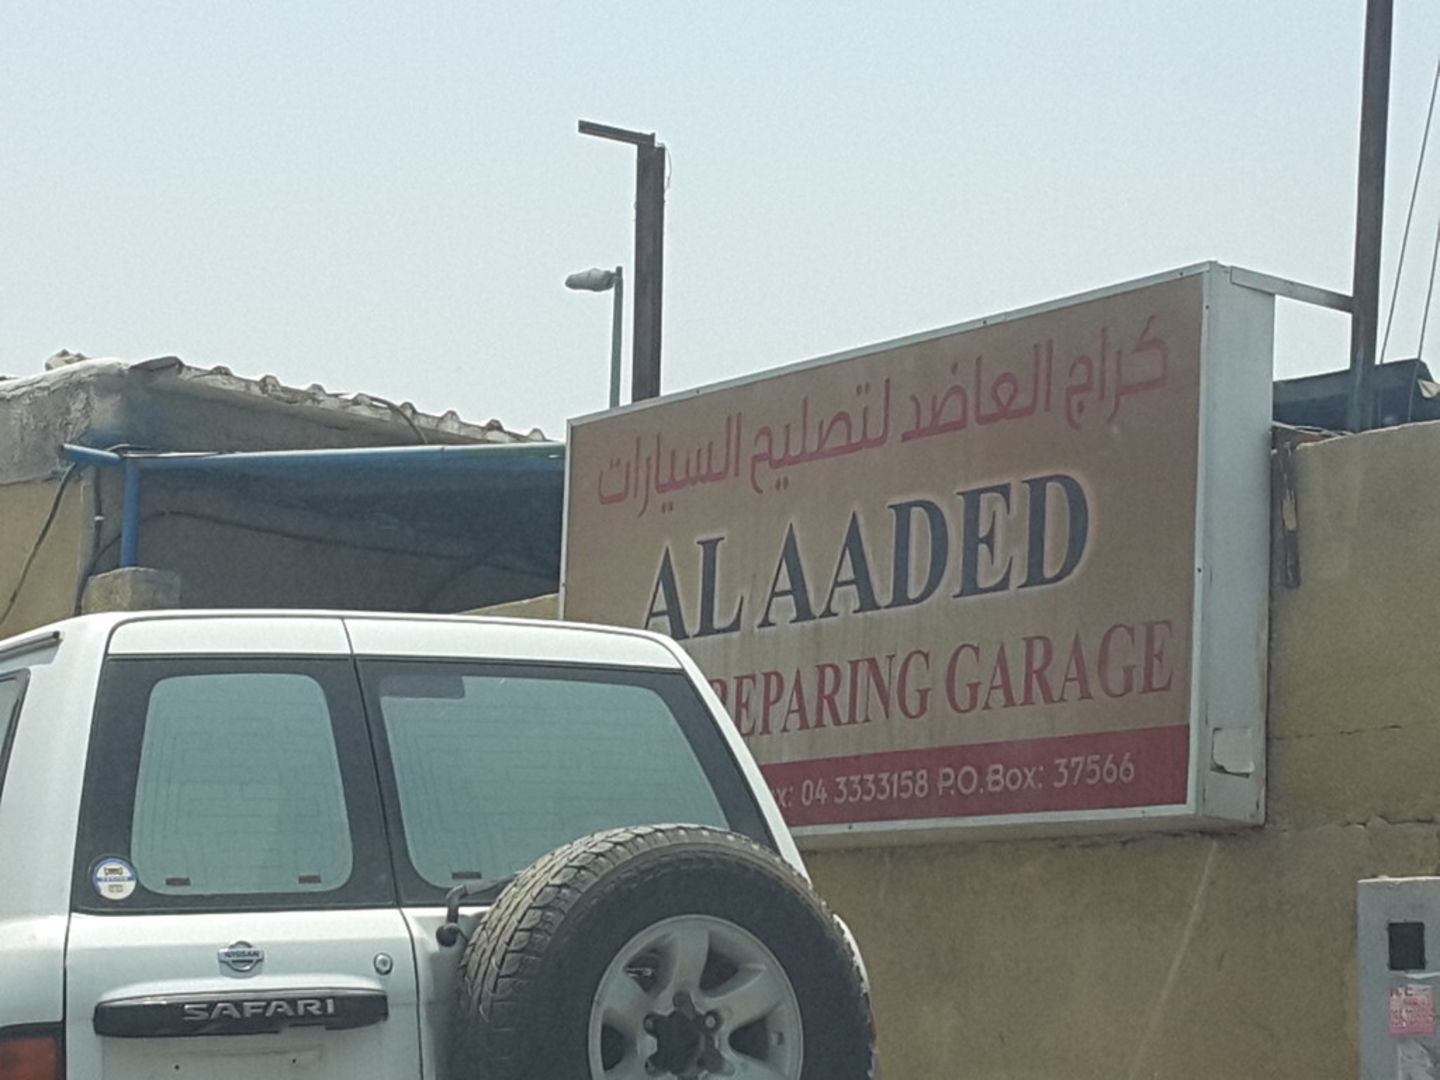 كراج العاضد لتصليح السيارات
AL AADED
REPARING GARAGE
04 3333158 P.O.Box: 37566
NISSAN
SAFARI